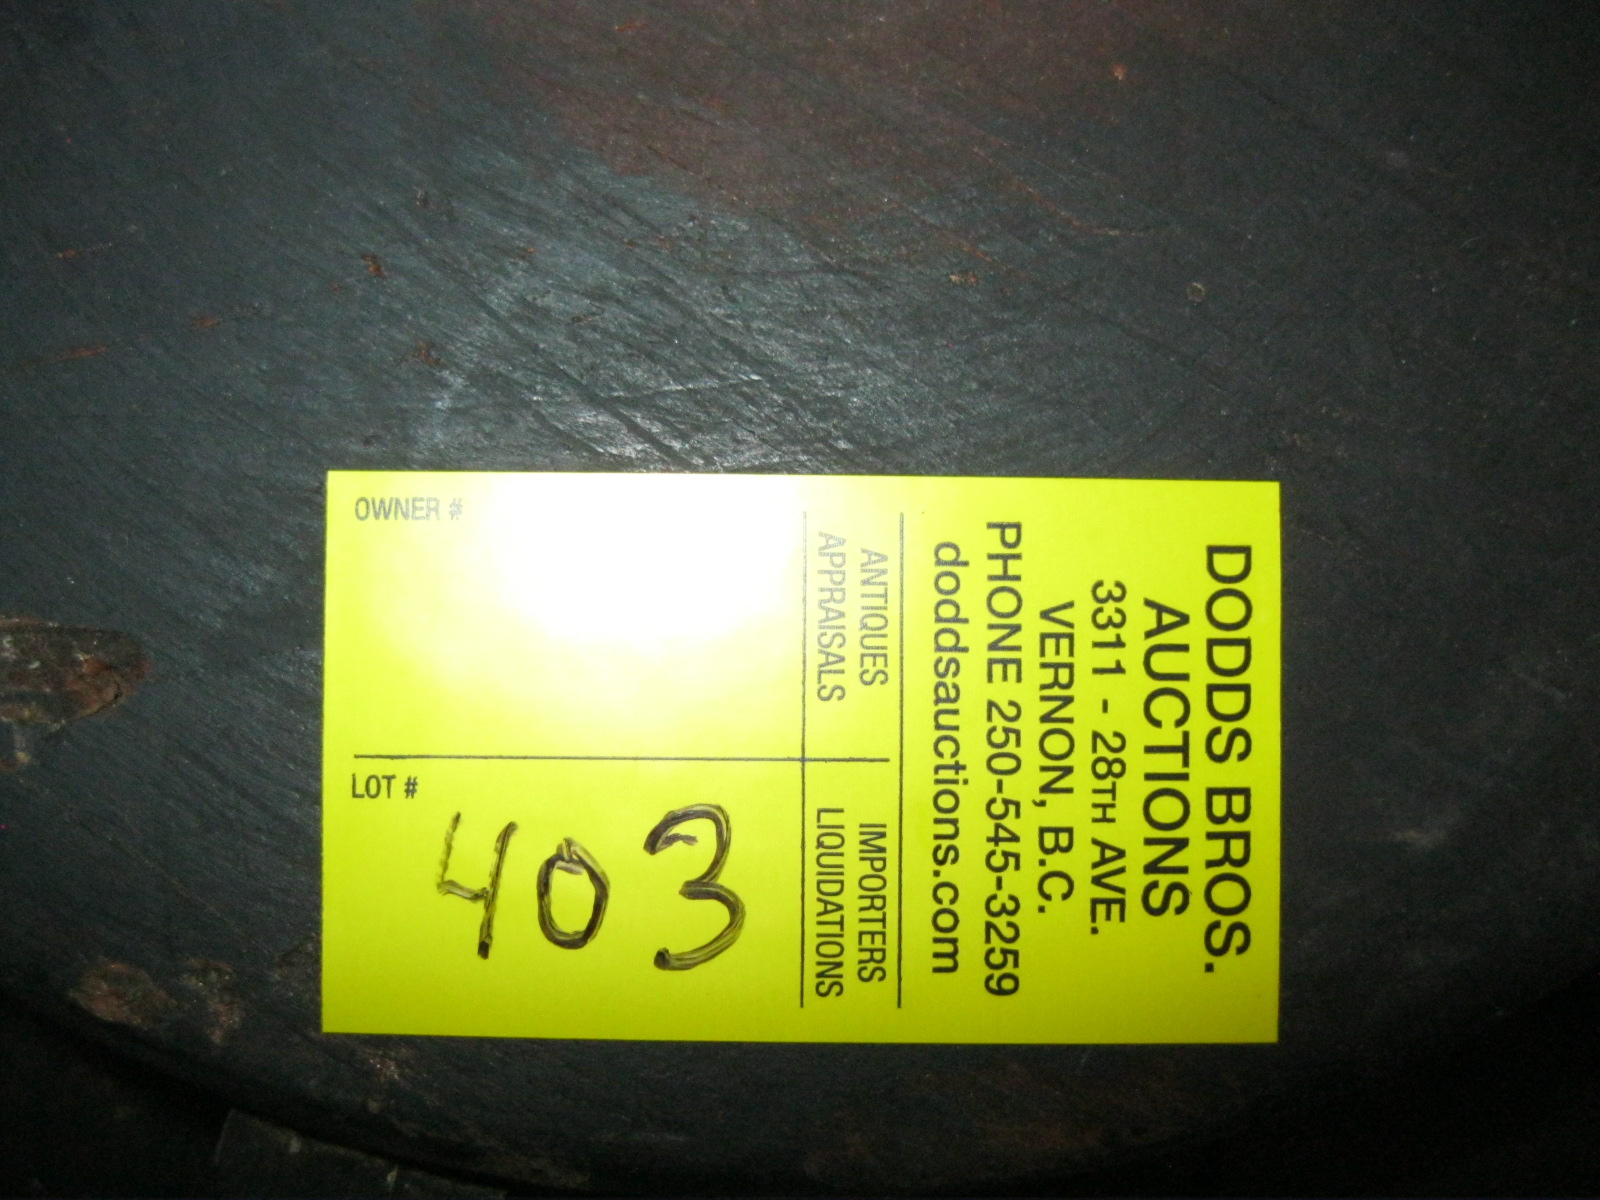 DODDS BROS.
AUCTIONS
3311 - 28TH AVE.
VERNON, B.C.
PHONE 250-545-3259
doddsauctions.com
ANTIQUES IMPORTERS
APPRAISALS LIQUIDATIONS
OWNER #
LOT #
403